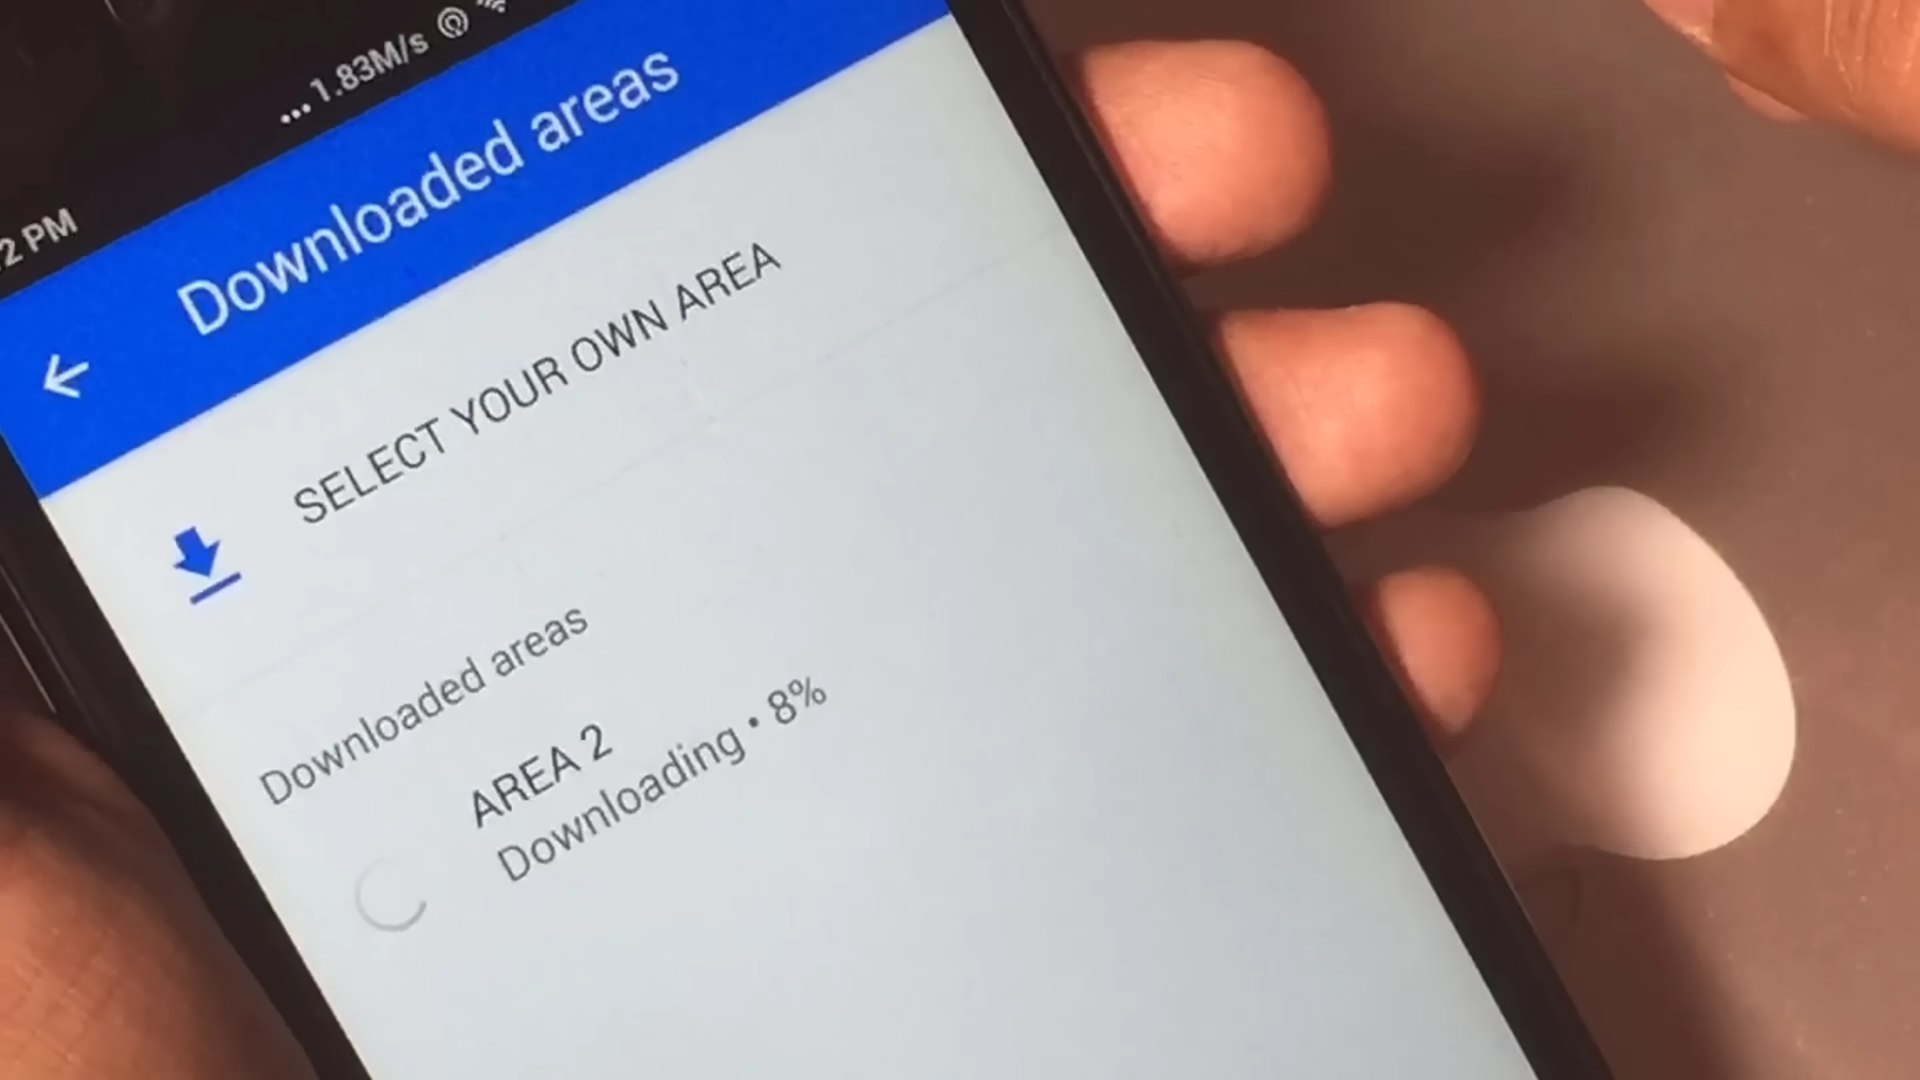 ...1.83M/s
2 PM
Downloaded areas
SELECT YOUR OWN AREA
Downloaded areas
AREA 2
Downloading • 8%